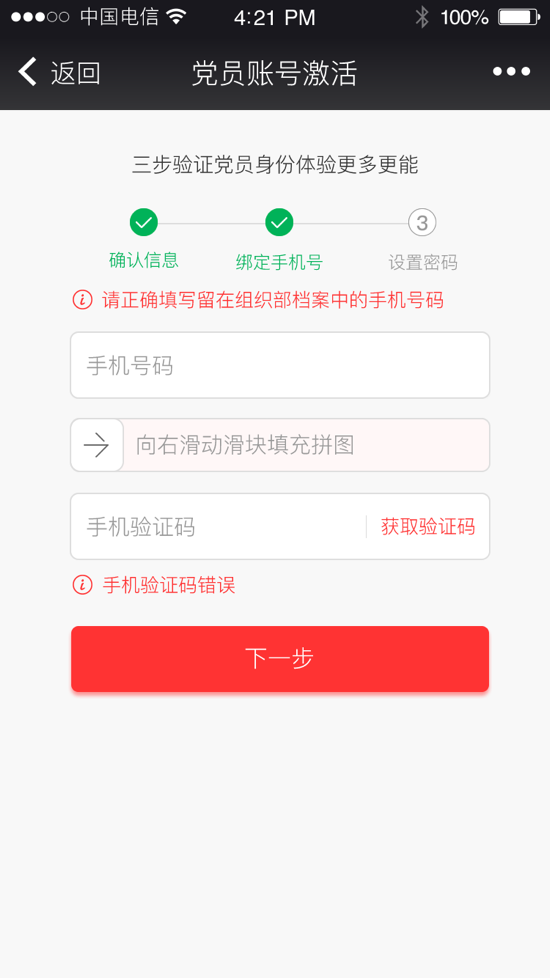 中国电信 4:21 PM 100%
返回 党员账号激活
三步验证党员身份体验更多更能
3
确认信息 绑定手机号 设置密码
请正确填写留在组织部档案中的手机号码
手机号码
向右滑动滑块填充拼图
手机验证码 获取验证码
手机验证码错误
下一步